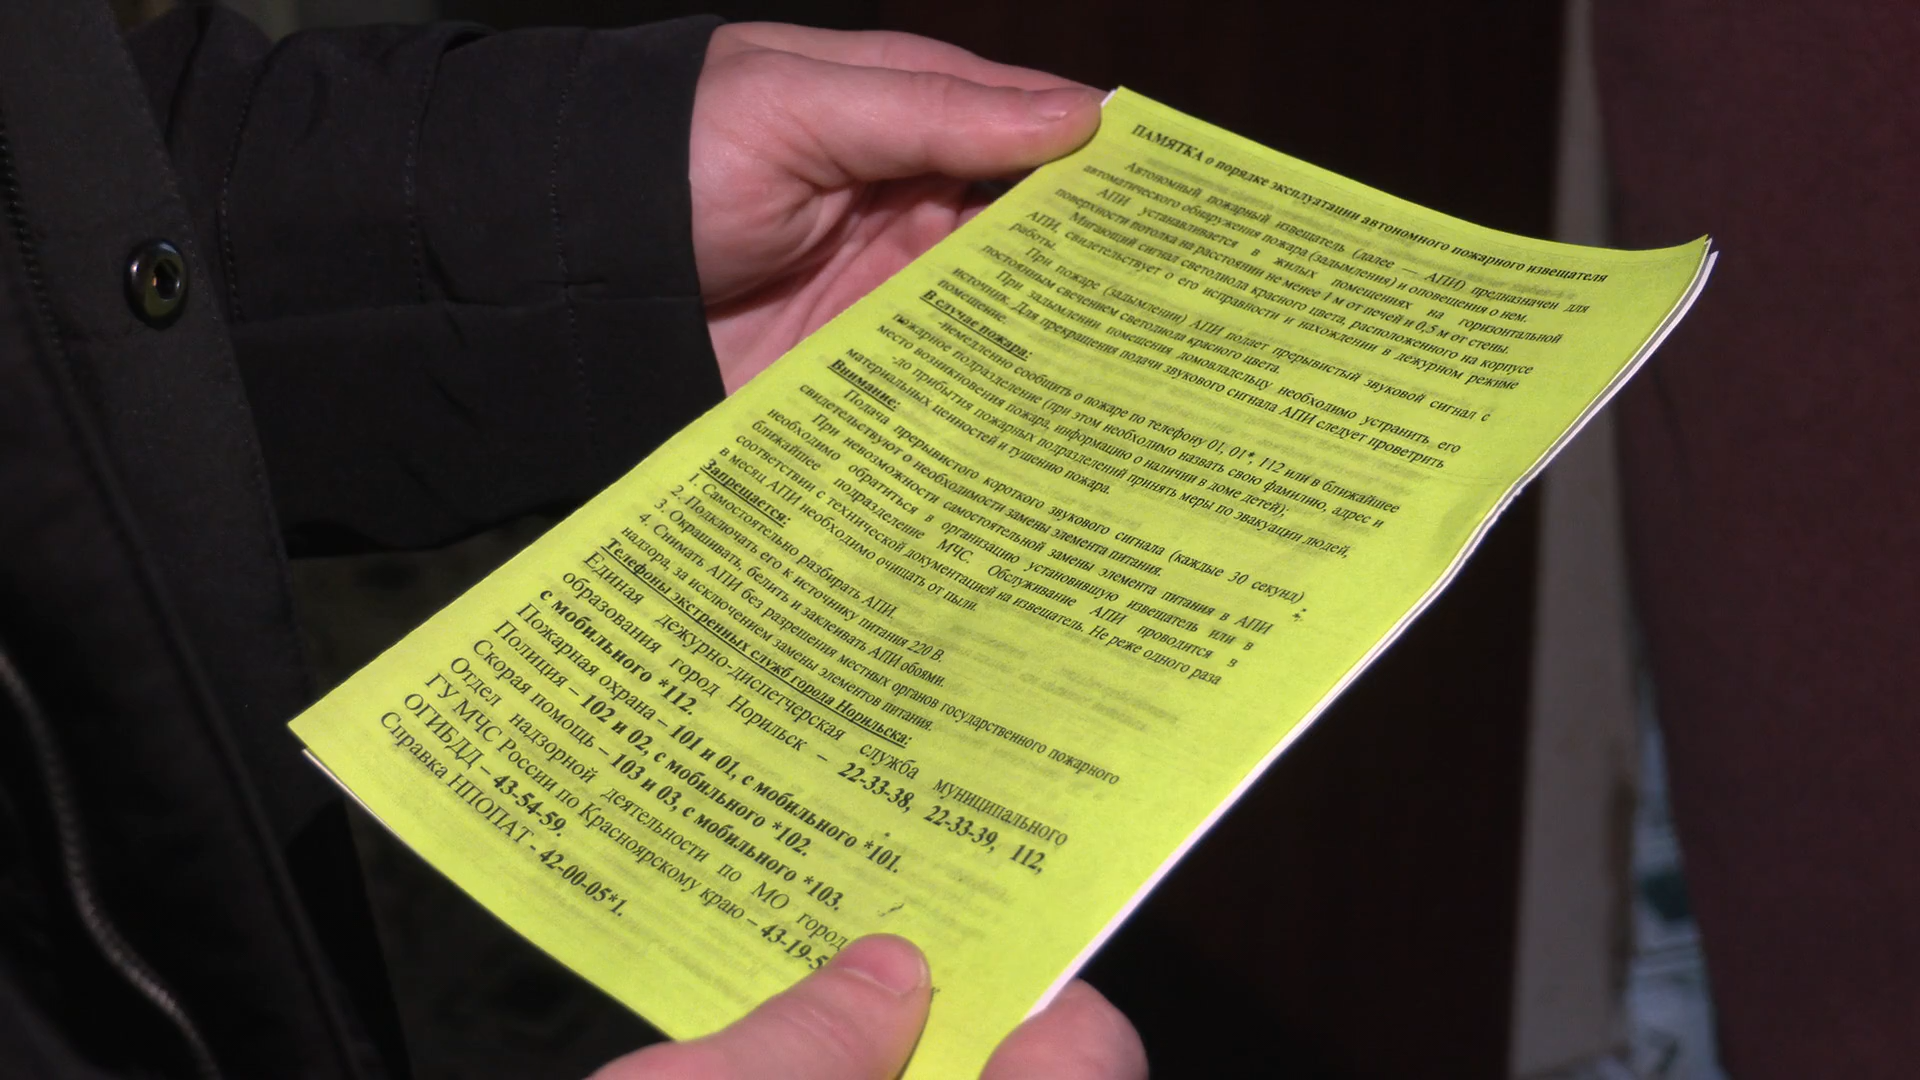 ПАМЯТКА о порядке эксплуатации автономного пожарного извещателя
Автономный пожарный извещатель (далее — АПИ) предназначен для
автоматического обнаружения пожара (задымления) и оповещения о нем.
АПИ устанавливается в жилых помещениях на горизонтальной
поверхности потолка на расстоянии не менее 1 м от печей и 0,5 м от стены.
Мигающий сигнал светодиода красного цвета, расположенного на корпусе
АПИ, свидетельствует о его исправности и нахождении в дежурном режиме
работы.
При пожаре (задымлении) АПИ подает прерывистый звуковой сигнал с
постоянным свечением светодиода красного цвета.
При задымлении помещения домовладельцу необходимо устранить его
источник. Для прекращения подачи звукового сигнала АПИ следует проветрить
помещение.
В случае пожара:
-немедленно сообщить о пожаре по телефону 01, 01*, 112 или в ближайшее
пожарное подразделение (при этом необходимо назвать свою фамилию, адрес и
место возникновения пожара, информацию о наличии в доме детей);
-до прибытия пожарных подразделений принять меры по эвакуации людей,
материальных ценностей и тушению пожара.
Внимание:
Подача прерывистого короткого звукового сигнала (каждые 30 секунд)
свидетельствуют о необходимости замены элемента питания.
При невозможности самостоятельной замены элемента питания в АПИ
необходимо обратиться в организацию установившую извещатель или в
ближайшее подразделение МЧС. Обслуживание АПИ проводится в
соответствии с технической документацией на извещатель. Не реже одного раза
в месяц АПИ необходимо очищать от пыли.
Запрещается:
1. Самостоятельно разбирать АПИ.
2. Подключать его к источнику питания 220 В.
3. Окрашивать, белить и заклеивать АПИ обоями.
4. Снимать АПИ без разрешения местных органов государственного пожарного
надзора, за исключением замены элементов питания.
Телефоны экстренных служб города Норильска:
Единая дежурно-диспетчерская служба муниципального
образования город Норильск – 22-33-38, 22-33-39, 112,
с мобильного *112.
Пожарная охрана – 101 и 01, с мобильного *101.
Полиция – 102 и 02, с мобильного *102.
Скорая помощь – 103 и 03, с мобильного *103.
Отдел надзорной деятельности по МО город
ГУ МЧС России по Красноярскому краю – 43-19-5
ОГИБДД – 43-54-59.
Справка НПОПАТ - 42-00-05*1.